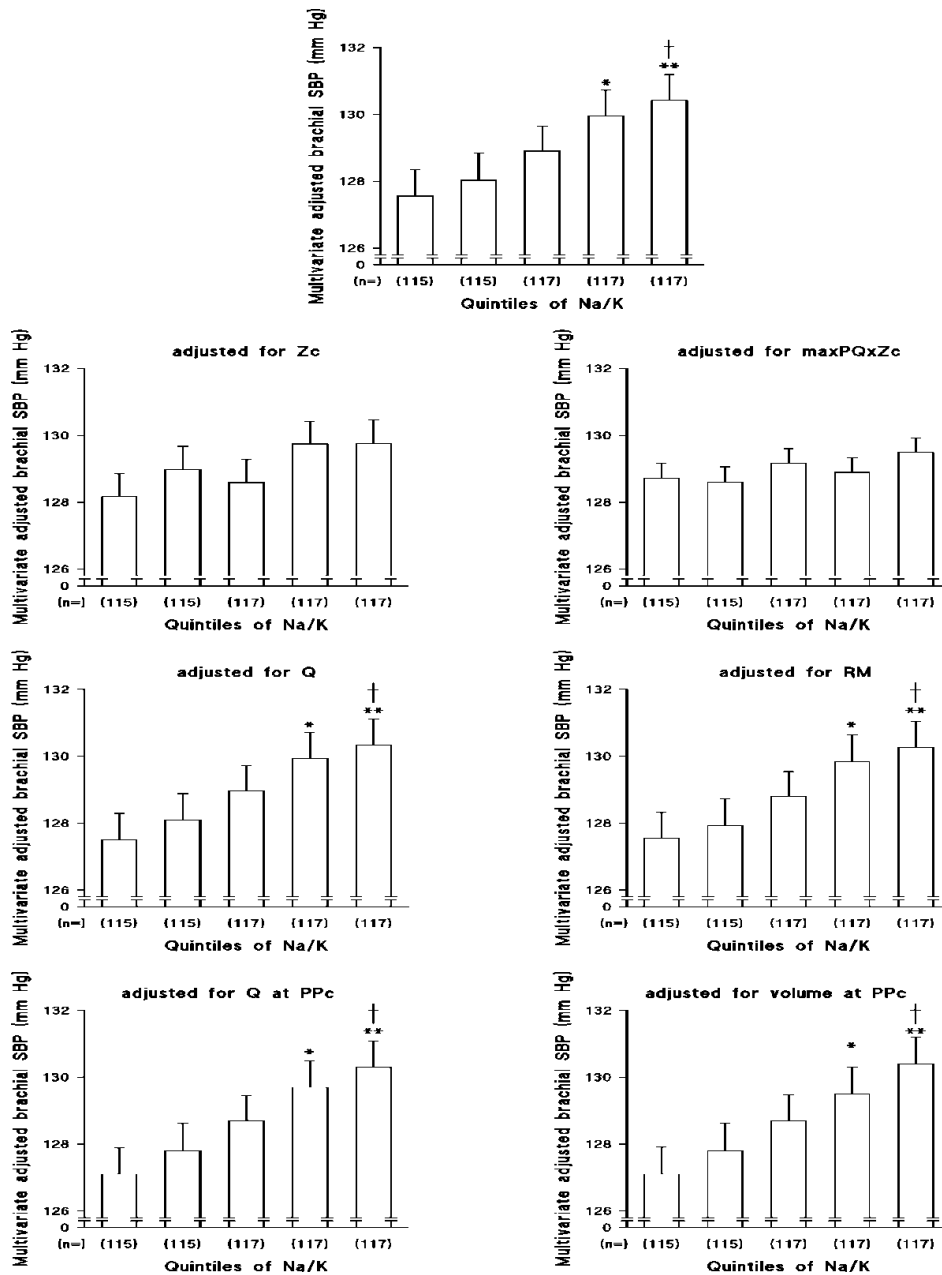 Multivariate adjusted brachial SBP (mm Hg)
132
130
128
126
0
*
†
**
(n=) (115) (115) (117) (117) (117)
Quintiles of Na/K
adjusted for Zc
Multivariate adjusted brachial SBP (mm Hg)
132
130
128
126
0
(n=) (115) (115) (117) (117) (117)
Quintiles of Na/K
adjusted for maxPQxZc
Multivariate adjusted brachial SBP (mm Hg)
132
130
128
126
0
(n=) (115) (115) (117) (117) (117)
Quintiles of Na/K
adjusted for Q
Multivariate adjusted brachial SBP (mm Hg)
132
130
128
126
0
*
†
**
(n=) (115) (115) (117) (117) (117)
Quintiles of Na/K
adjusted for RM
Multivariate adjusted brachial SBP (mm Hg)
132
130
128
126
0
*
†
**
(n=) (115) (115) (117) (117) (117)
Quintiles of Na/K
adjusted for Q at PPc
Multivariate adjusted brachial SBP (mm Hg)
132
130
128
126
0
*
†
**
(n=) (115) (115) (117) (117) (117)
Quintiles of Na/K
adjusted for volume at PPc
Multivariate adjusted brachial SBP (mm Hg)
132
130
128
126
0
*
†
**
(n=) (115) (115) (117) (117) (117)
Quintiles of Na/K